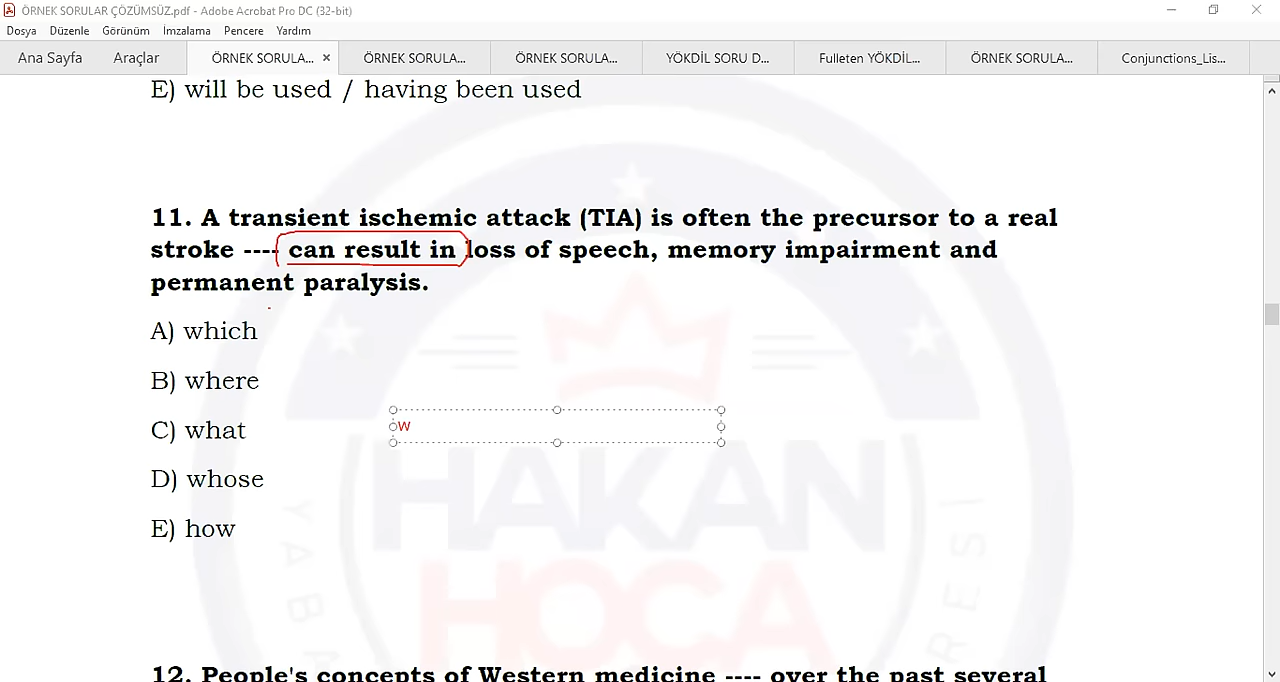 ÖRNEK SORULAR ÇÖZÜMSÜZ.pdf - Adobe Acrobat Pro DC (32-bit)
Dosya Düzenle Görünüm İmzalama Pencere Yardım
Ana Sayfa Araçlar ÖRNEK SORULA... × ÖRNEK SORULA... ÖRNEK SORULA... YÖKDİL SORU D... Fulleten YÖKDİL... ÖRNEK SORULA... Conjunctions_Lis...
E) will be used / having been used
11. A transient ischemic attack (TIA) is often the precursor to a real
stroke ---- can result in loss of speech, memory impairment and
permanent paralysis.
A) which
B) where
C) what
w
D) whose
E) how
HAKAN
HOCA
12. People's concepts of Western medicine ---- over the past several